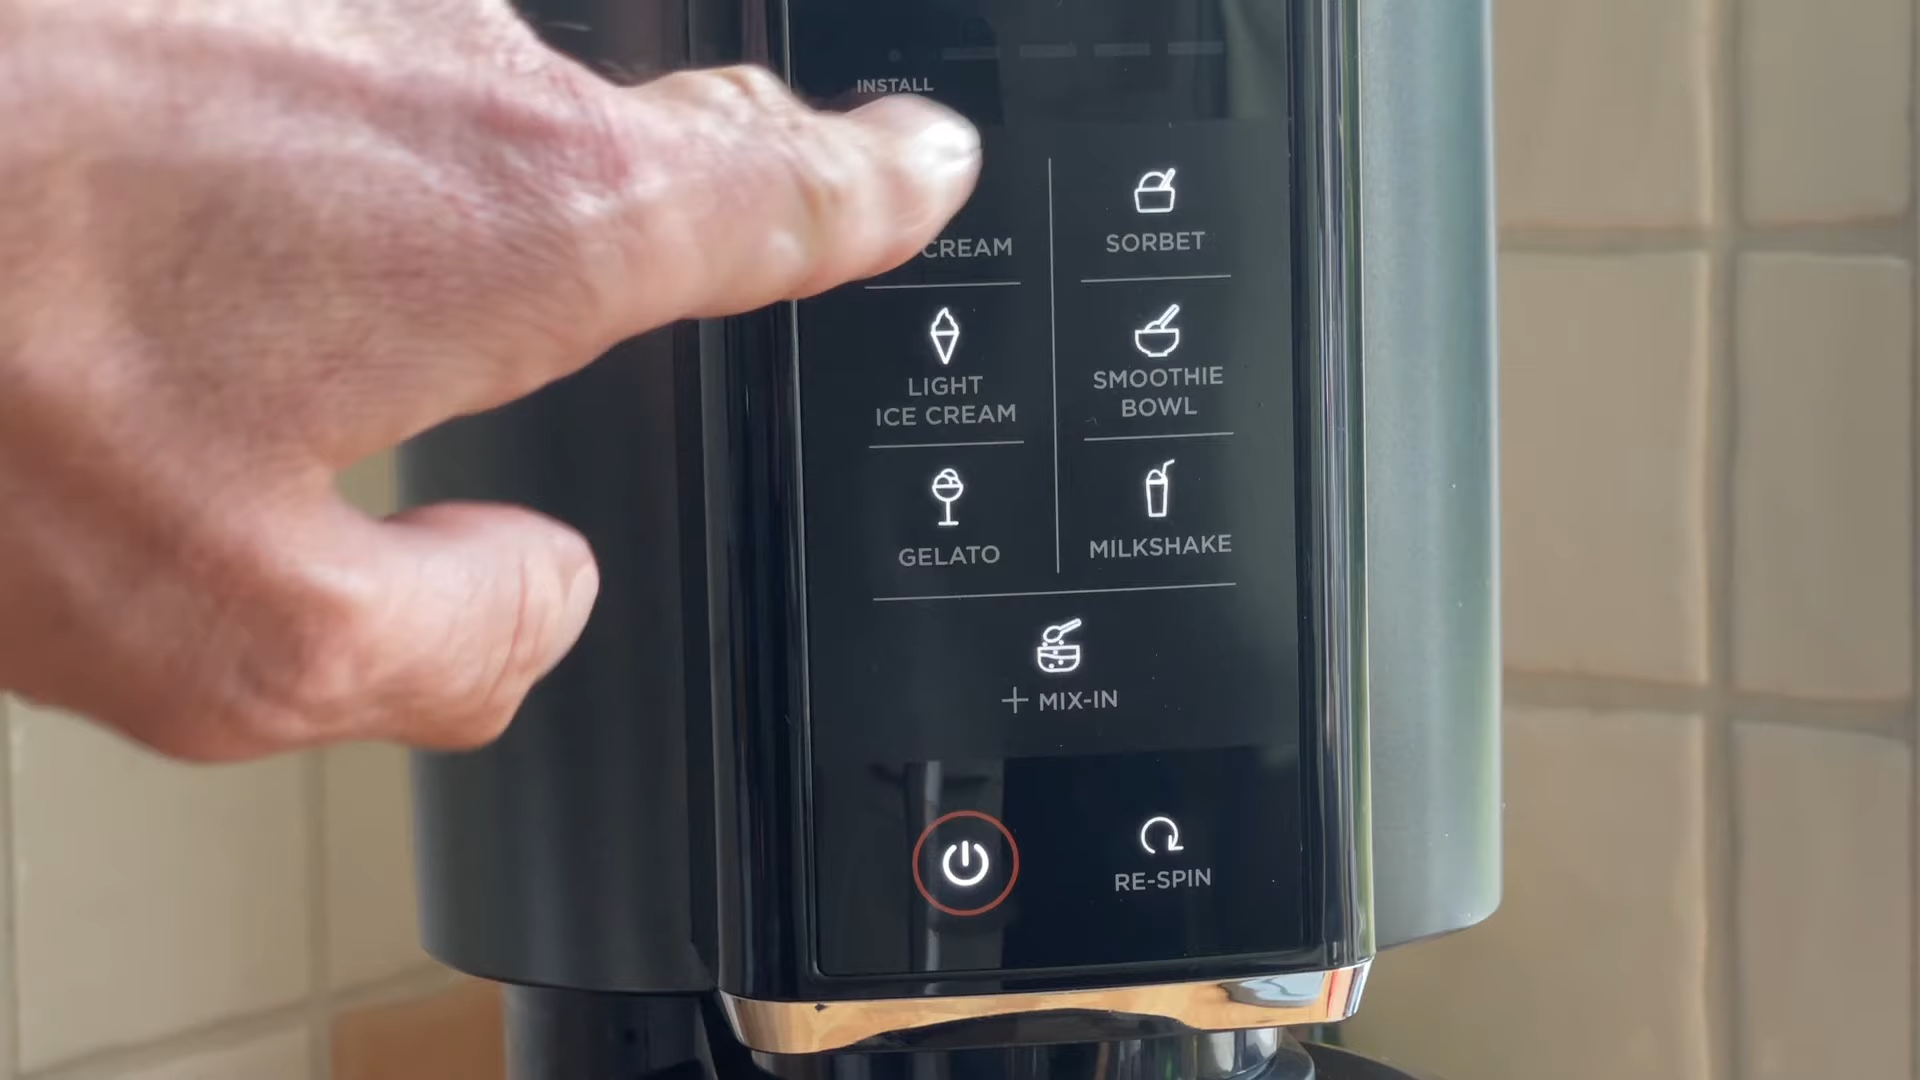 INSTALL
CREAM
SORBET
LIGHT
ICE CREAM
SMOOTHIE
BOWL
GELATO
MILKSHAKE
+ MIX-IN
RE-SPIN